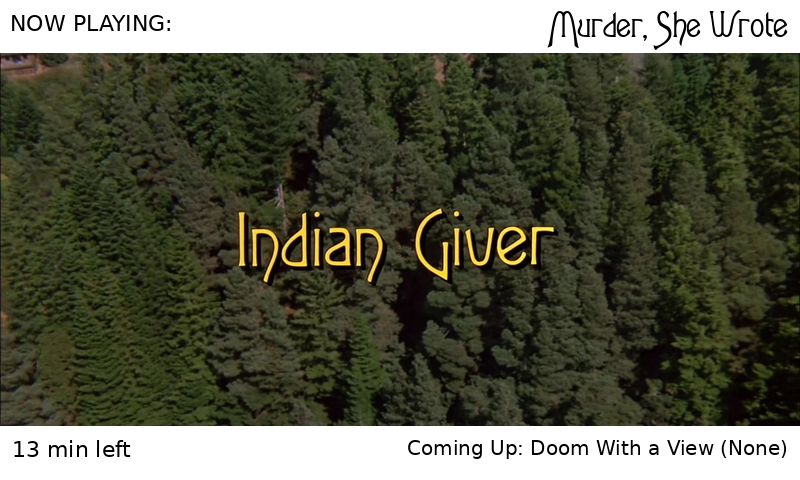 NOW PLAYING:
Murder, She Wrote
Indian Giver
13 min left
Coming Up: Doom With a View (None)